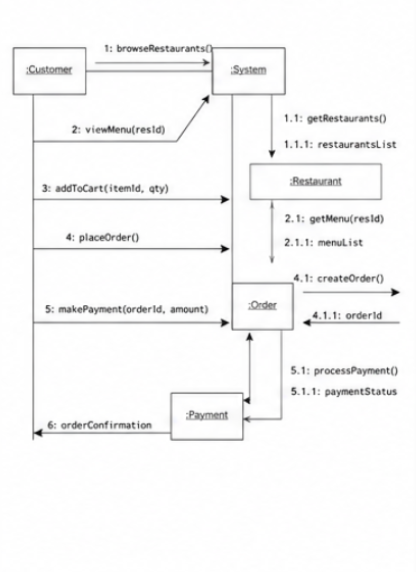 1: browseRestaurants()
:Customer
:System
1.1: getRestaurants()
2: viewMenu(resId)
1.1.1: restaurantsList
:Restaurant
3: addToCart(itemId, qty)
2.1: getMenu(resId)
4: placeOrder()
2.1.1: menuList
4.1: createOrder()
5: makePayment(orderId, amount)
:Order
4.1.1: orderId
5.1: processPayment()
5.1.1: paymentStatus
:Payment
6: orderConfirmation